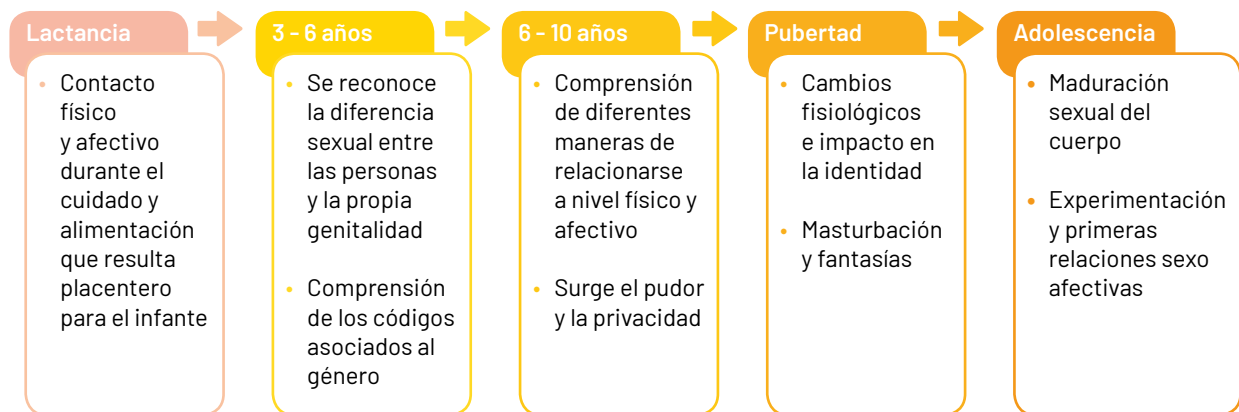 Lactancia
Contacto
físico
y afectivo
durante el
cuidado y
alimentación
que resulta
placentero
para el infante
3 - 6 años
Se reconoce
la diferencia
sexual entre
las personas
y la propia
genitalidad
Comprensión
de los códigos
asociados al
género
6 - 10 años
Comprensión
de diferentes
maneras de
relacionarse
a nivel físico y
afectivo
Surge el pudor
y la privacidad
Pubertad
Cambios
fisiológicos
e impacto en
la identidad
Masturbación
y fantasías
Adolescencia
Maduración
sexual del
cuerpo
Experimentación
y primeras
relaciones sexo
afectivas